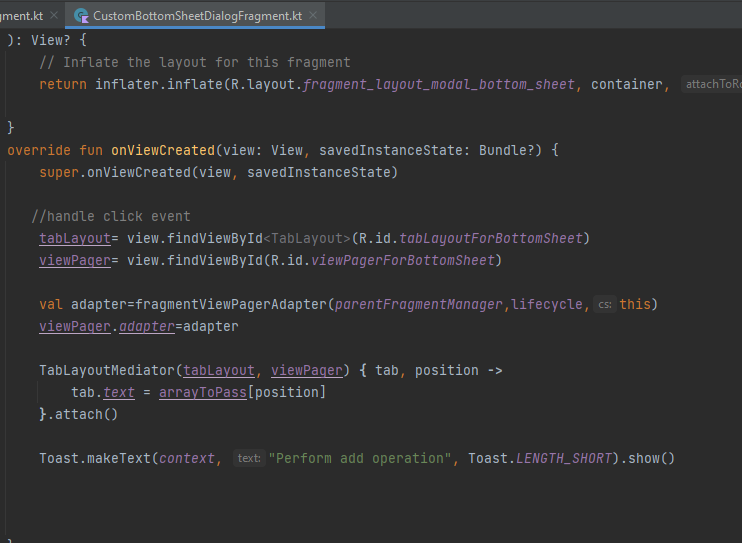 ment.kt × CustomBottomSheetDialogFragment.kt ×
): View? {
// Inflate the layout for this fragment
return inflater.inflate(R.layout.fragment_layout_modal_bottom_sheet, container, attachToRo
}
override fun onViewCreated(view: View, savedInstanceState: Bundle?) {
super.onViewCreated(view, savedInstanceState)
//handle click event
tabLayout= view.findViewById<TabLayout>(R.id.tabLayoutForBottomSheet)
viewPager= view.findViewById(R.id.viewPagerForBottomSheet)
val adapter=fragmentViewPagerAdapter(parentFragmentManager,lifecycle, cs: this)
viewPager.adapter=adapter
TabLayoutMediator(tabLayout, viewPager) { tab, position ->
tab.text = arrayToPass[position]
}.attach()
Toast.makeText(context, text: "Perform add operation", Toast.LENGTH_SHORT).show()